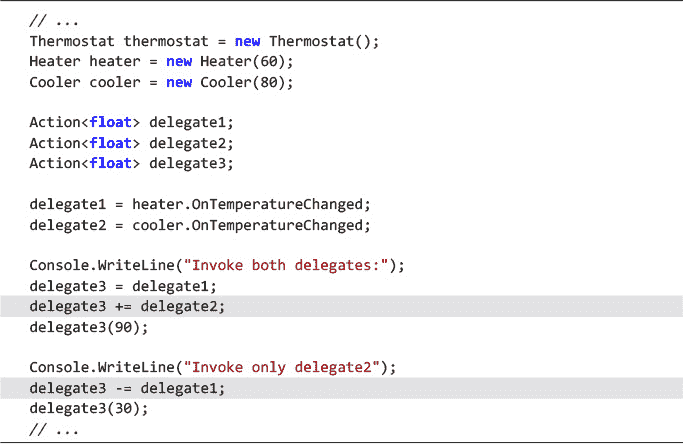 // ...
Thermostat thermostat = new Thermostat();
Heater heater = new Heater(60);
Cooler cooler = new Cooler(80);
Action<float> delegate1;
Action<float> delegate2;
Action<float> delegate3;
delegate1 = heater.OnTemperatureChanged;
delegate2 = cooler.OnTemperatureChanged;
Console.WriteLine("Invoke both delegates:");
delegate3 = delegate1;
delegate3 += delegate2;
delegate3(90);
Console.WriteLine("Invoke only delegate2");
delegate3 -= delegate1;
delegate3(30);
// ...